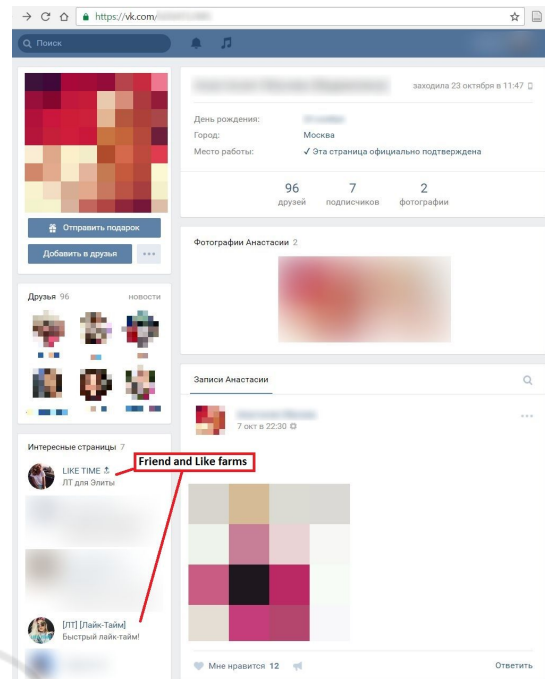 https://vk.com/
Поиск
заходила 23 октября в 11:47
День рождения:
Город: Москва
Место работы: ✓ Эта страница официально подтверждена
96 7 2
друзей подписчиков фотографии
Отправить подарок
Добавить в друзья
Фотографии Анастасии 2
Друзья 96 новости
Записи Анастасии
7 окт в 22:30
Интересные страницы 7
Friend and Like farms
LIKE TIME
ЛТ для Элиты
[ЛТ] [Лайк-Тайм]
Быстрый лайк-тайм!
Мне нравится 12
Ответить